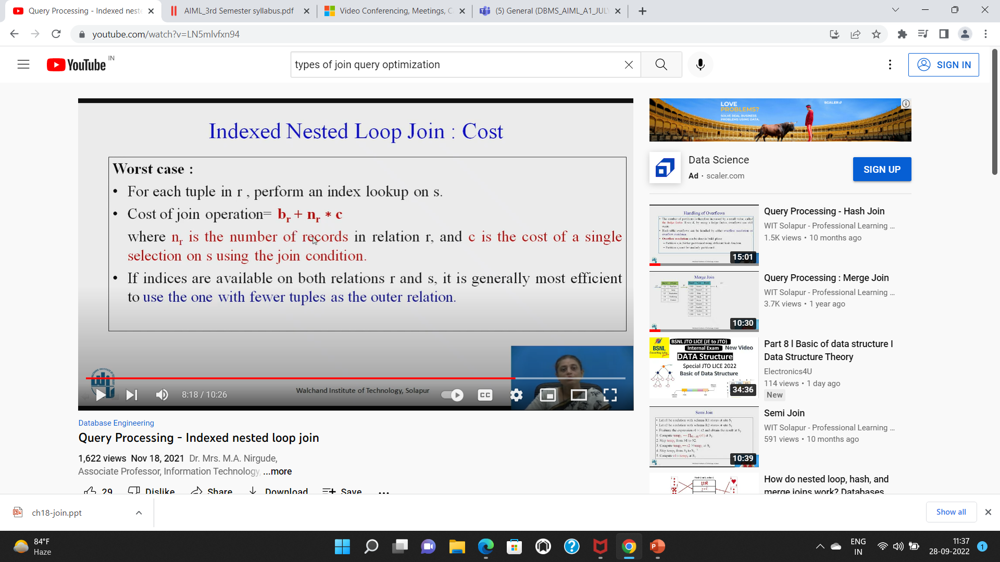 Query Processing - Indexed neste
AIML_3rd Semester syllabus.pdf
Video Conferencing, Meetings, C
(5) General (DBMS_AIML_A1_JUL
youtube.com/watch?v=LN5mlvfxn94
YouTube IN
types of join query optimization
SIGN IN
Indexed Nested Loop Join : Cost
Worst case :
• For each tuple in r , perform an index lookup on s.
• Cost of join operation= br + nr * c
where nr is the number of records in relation r, and c is the cost of a single
selection on s using the join condition.
• If indices are available on both relations r and s, it is generally most efficient
to use the one with fewer tuples as the outer relation.
Walchand Institute of Technology, Solapur
8:18 / 10:26
CC
Database Engineering
Query Processing - Indexed nested loop join
1,622 views Nov 18, 2021 Dr. Mrs. M.A. Nirgude,
Associate Professor, Information Technology, ...more
29 Dislike Share Download Save
LOVE
PROBLEMS?
SOLVE REAL BUSINESS
PROBLEMS USING DATA.
SCALER
Data Science
Ad · scaler.com
SIGN UP
Handling of Overflows
15:01
Query Processing - Hash Join
WIT Solapur - Professional Learning ...
1.5K views • 10 months ago
Merge Join
10:30
Query Processing : Merge Join
WIT Solapur - Professional Learning ...
3.7K views • 1 year ago
BSNL
BSNL JTO LICE (JE to JTO)
Internal Exam New Video
DATA Structure
Special JTO LICE 2022
Basic of Data Structure
34:36
Part 8 l Basic of data structure l
Data Structure Theory
Electronics4U
114 views • 1 day ago
New
Semi Join
10:39
Semi Join
WIT Solapur - Professional Learning ...
591 views • 10 months ago
How do nested loop, hash, and
merge joins work? Databases
ch18-join.ppt
Show all
84°F
Haze
ENG
IN
11:37
28-09-2022
1